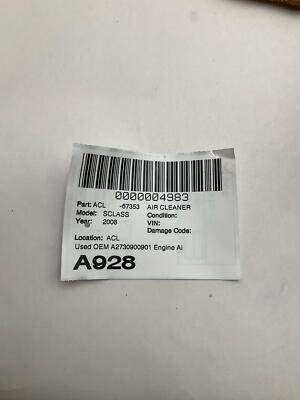 0000004983
Part: ACL -67353 AIR CLEANER
Model: SCLASS Condition:
Year: 2008 VIN:
Damage Code:
Location: ACL
Used OEM A2730900901 Engine Ai
A928